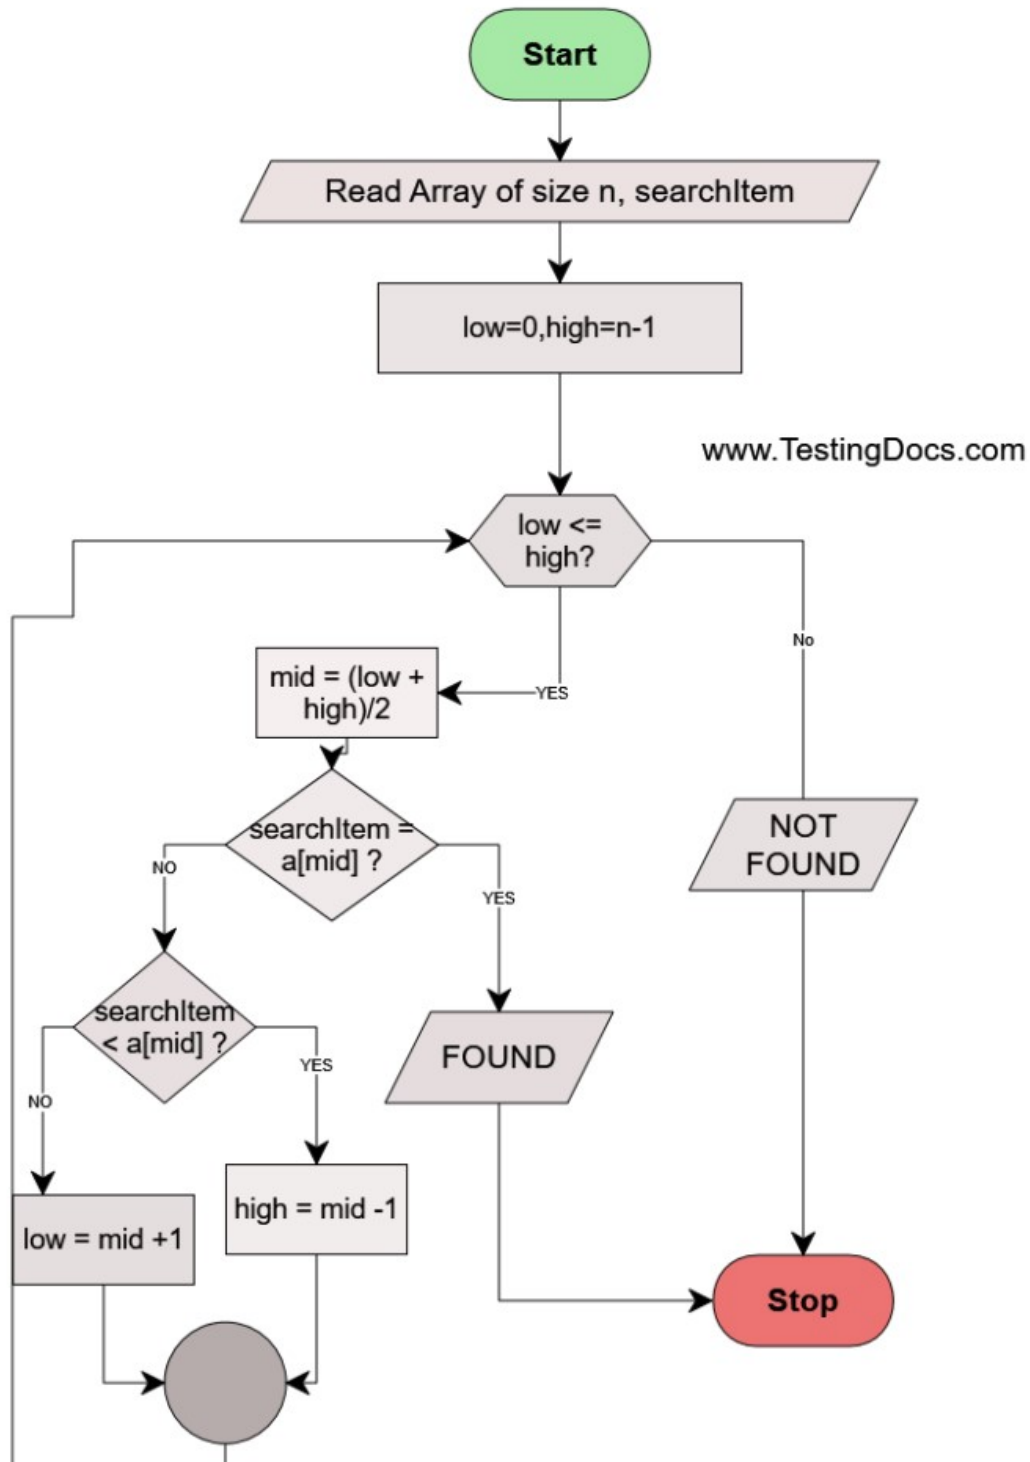 Start
Read Array of size n, searchItem
low=0,high=n-1
www.TestingDocs.com
low <=
high?
No
mid = (low +
high)/2
YES
searchItem =
a[mid] ?
NO
YES
NOT
FOUND
searchItem
< a[mid] ?
NO
YES
FOUND
low = mid +1
high = mid -1
Stop